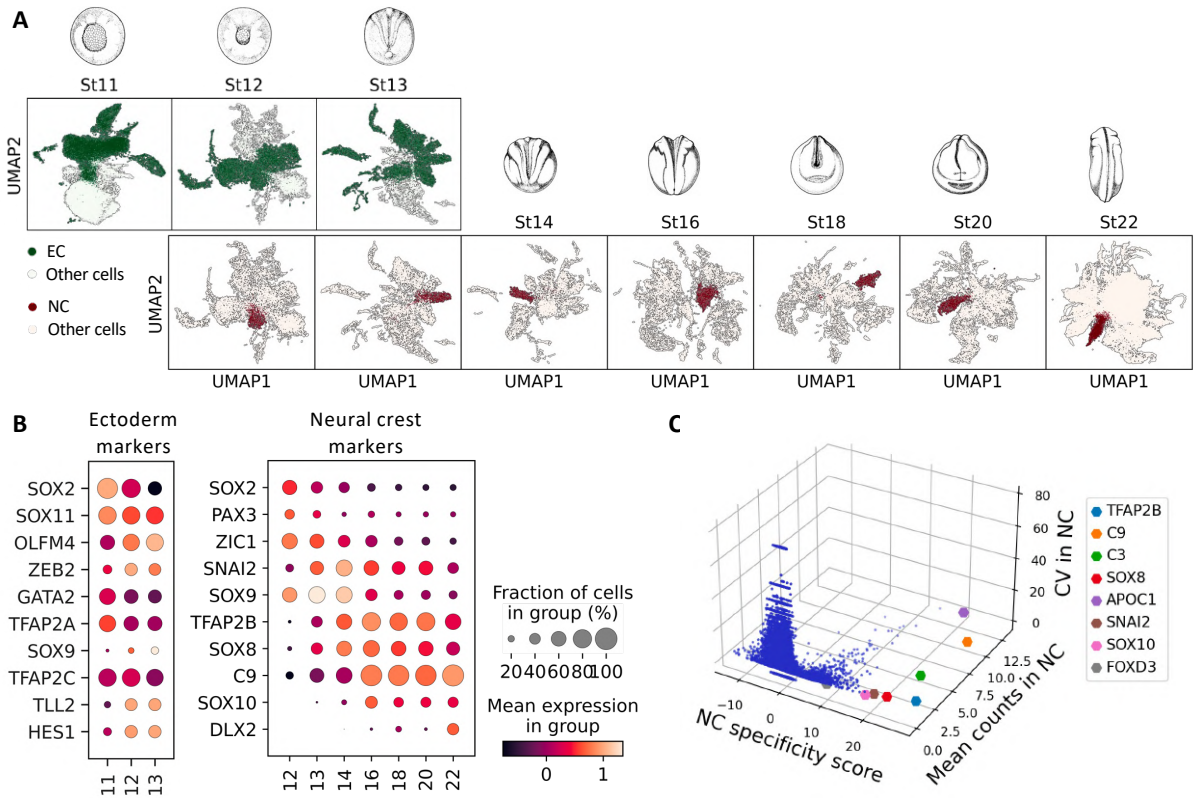 A
St11 St12 St13
UMAP2
St14 St16 St18 St20 St22
EC
Other cells
NC
Other cells
UMAP2
UMAP1 UMAP1 UMAP1 UMAP1 UMAP1 UMAP1 UMAP1
B
Ectoderm
markers
SOX2
SOX11
OLFM4
ZEB2
GATA2
TFAP2A
SOX9
TFAP2C
TLL2
HES1
11 12 13
Neural crest
markers
SOX2
PAX3
ZIC1
SNAI2
SOX9
TFAP2B
SOX8
C9
SOX10
DLX2
12 13 14 16 18 20 22
Fraction of cells
in group (%)
20 40 60 80 100
Mean expression
in group
0 1
C
−10 0 10 20
NC specificity score
0.0 2.5 5.0 7.5 10.0 12.5
Mean counts in NC
0 20 40 60 80
CV in NC
TFAP2B
C9
C3
SOX8
APOC1
SNAI2
SOX10
FOXD3